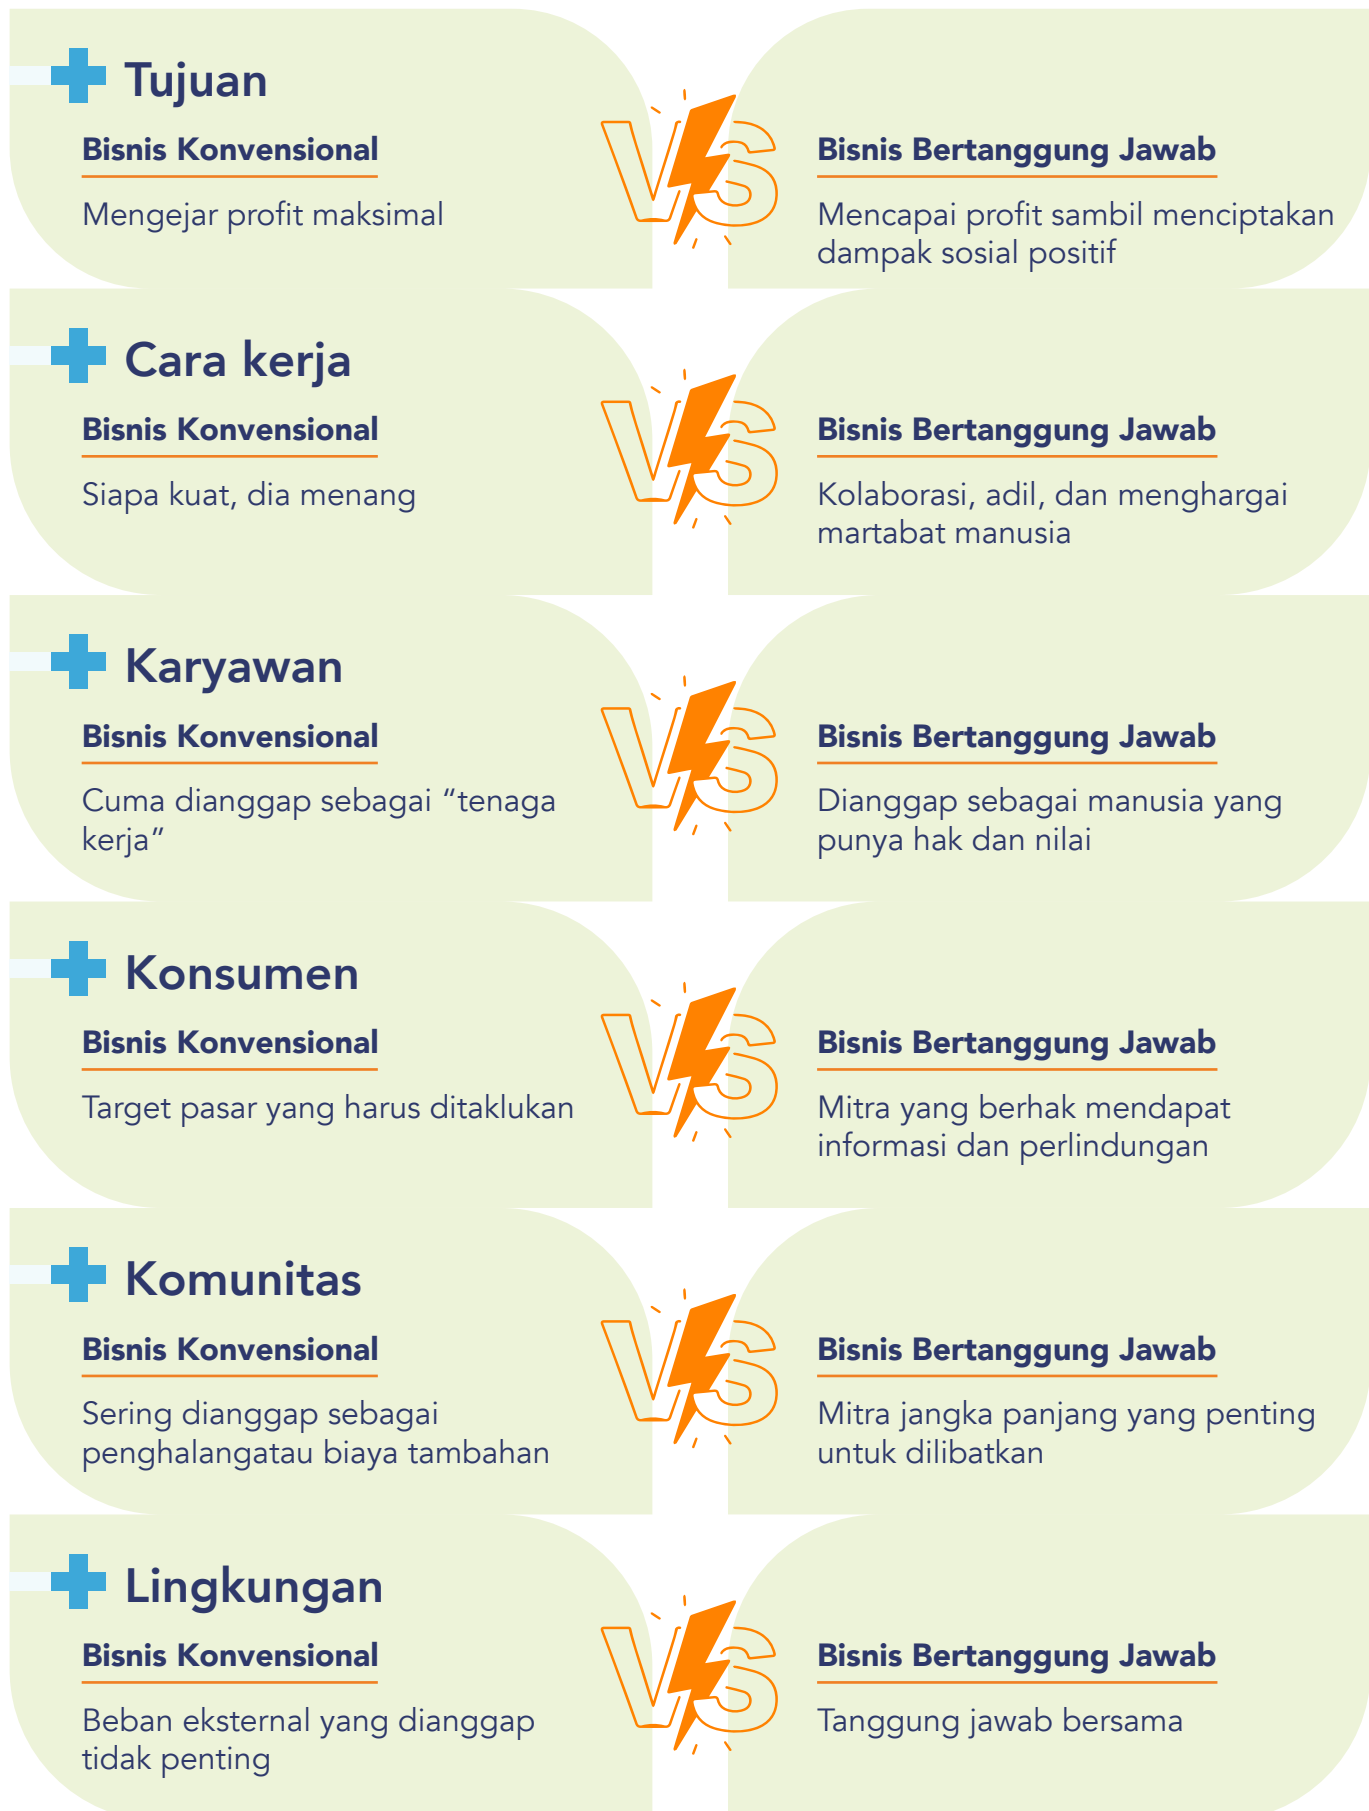 Tujuan
Bisnis Konvensional
Mengejar profit maksimal
VS
Bisnis Bertanggung Jawab
Mencapai profit sambil menciptakan
dampak sosial positif
Cara kerja
Bisnis Konvensional
Siapa kuat, dia menang
VS
Bisnis Bertanggung Jawab
Kolaborasi, adil, dan menghargai
martabat manusia
Karyawan
Bisnis Konvensional
Cuma dianggap sebagai “tenaga
kerja”
VS
Bisnis Bertanggung Jawab
Dianggap sebagai manusia yang
punya hak dan nilai
Konsumen
Bisnis Konvensional
Target pasar yang harus ditaklukan
VS
Bisnis Bertanggung Jawab
Mitra yang berhak mendapat
informasi dan perlindungan
Komunitas
Bisnis Konvensional
Sering dianggap sebagai
penghalangatau biaya tambahan
VS
Bisnis Bertanggung Jawab
Mitra jangka panjang yang penting
untuk dilibatkan
Lingkungan
Bisnis Konvensional
Beban eksternal yang dianggap
tidak penting
VS
Bisnis Bertanggung Jawab
Tanggung jawab bersama